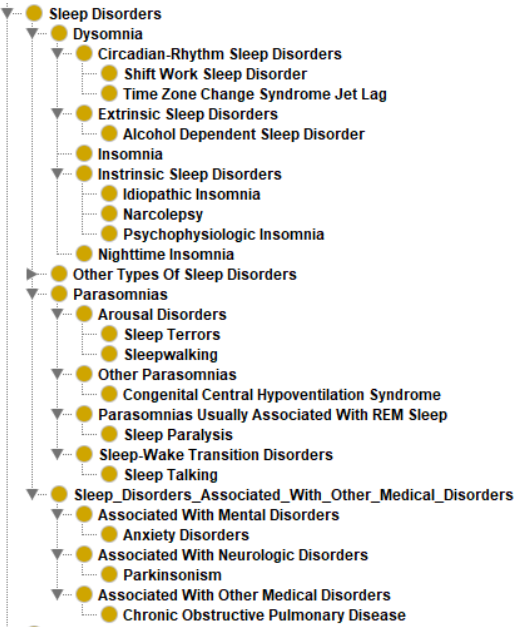 Sleep Disorders
Dysomnia
Circadian-Rhythm Sleep Disorders
Shift Work Sleep Disorder
Time Zone Change Syndrome Jet Lag
Extrinsic Sleep Disorders
Alcohol Dependent Sleep Disorder
Insomnia
Instrinsic Sleep Disorders
Idiopathic Insomnia
Narcolepsy
Psychophysiologic Insomnia
Nighttime Insomnia
Other Types Of Sleep Disorders
Parasomnias
Arousal Disorders
Sleep Terrors
Sleepwalking
Other Parasomnias
Congenital Central Hypoventilation Syndrome
Parasomnias Usually Associated With REM Sleep
Sleep Paralysis
Sleep-Wake Transition Disorders
Sleep Talking
Sleep_Disorders_Associated_With_Other_Medical_Disorders
Associated With Mental Disorders
Anxiety Disorders
Associated With Neurologic Disorders
Parkinsonism
Associated With Other Medical Disorders
Chronic Obstructive Pulmonary Disease